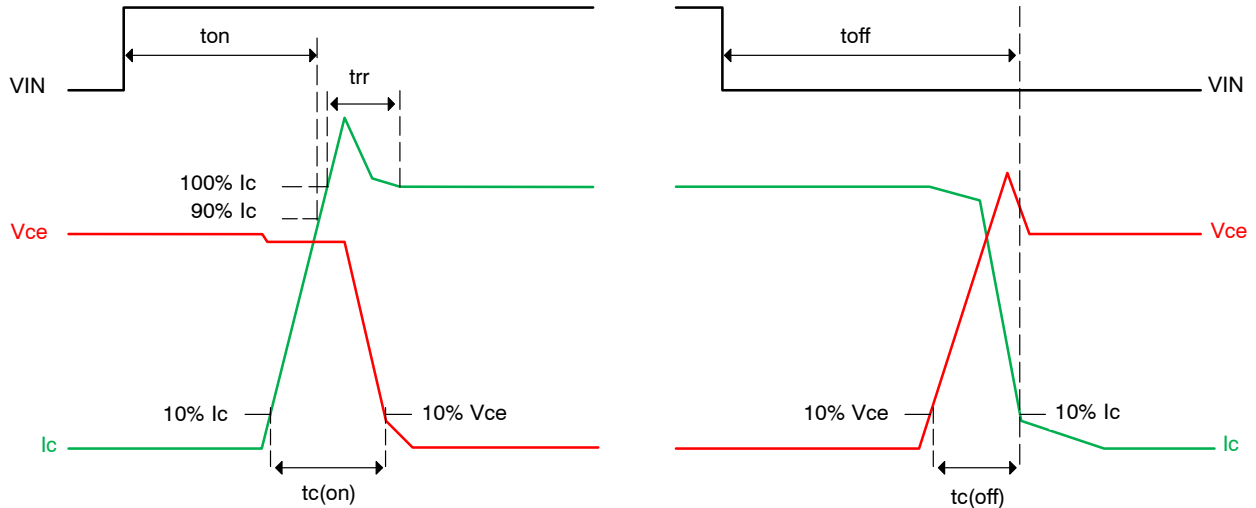 ton
toff
trr
VIN
VIN
100% Ic
90% Ic
Vce
Vce
10% Ic
10% Vce
10% Vce
10% Ic
Ic
Ic
tc(on)
tc(off)